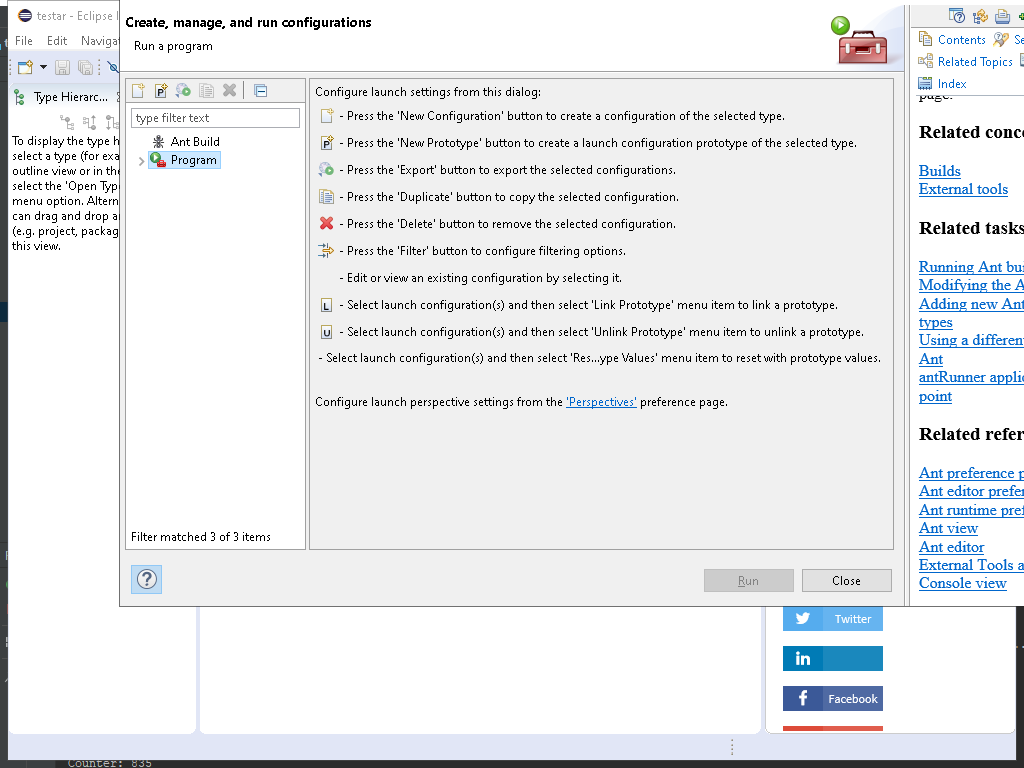 testar - Eclipse I
File Edit Navigat
Type Hierarc...
To display the type h
select a type (for exa
outline view or in the
select the 'Open Typ
menu option. Altern
can drag and drop a
(e.g. project, packag
this view.
Create, manage, and run configurations
Run a program
type filter text
Ant Build
Program
Filter matched 3 of 3 items
Configure launch settings from this dialog:
- Press the 'New Configuration' button to create a configuration of the selected type.
P - Press the 'New Prototype' button to create a launch configuration prototype of the selected type.
- Press the 'Export' button to export the selected configurations.
- Press the 'Duplicate' button to copy the selected configuration.
- Press the 'Delete' button to remove the selected configuration.
- Press the 'Filter' button to configure filtering options.
- Edit or view an existing configuration by selecting it.
L - Select launch configuration(s) and then select 'Link Prototype' menu item to link a prototype.
U - Select launch configuration(s) and then select 'Unlink Prototype' menu item to unlink a prototype.
- Select launch configuration(s) and then select 'Res...ype Values' menu item to reset with prototype values.
Configure launch perspective settings from the 'Perspectives' preference page.
?
Run
Close
Contents Se
Related Topics
Index
page.
Related conc
Builds
External tools
Related tasks
Running Ant bui
Modifying the A
Adding new Ant
types
Using a different
Ant
antRunner applic
point
Related refer
Ant preference p
Ant editor prefer
Ant runtime pref
Ant view
Ant editor
External Tools a
Console view
Twitter
in
f Facebook
Counter: 835